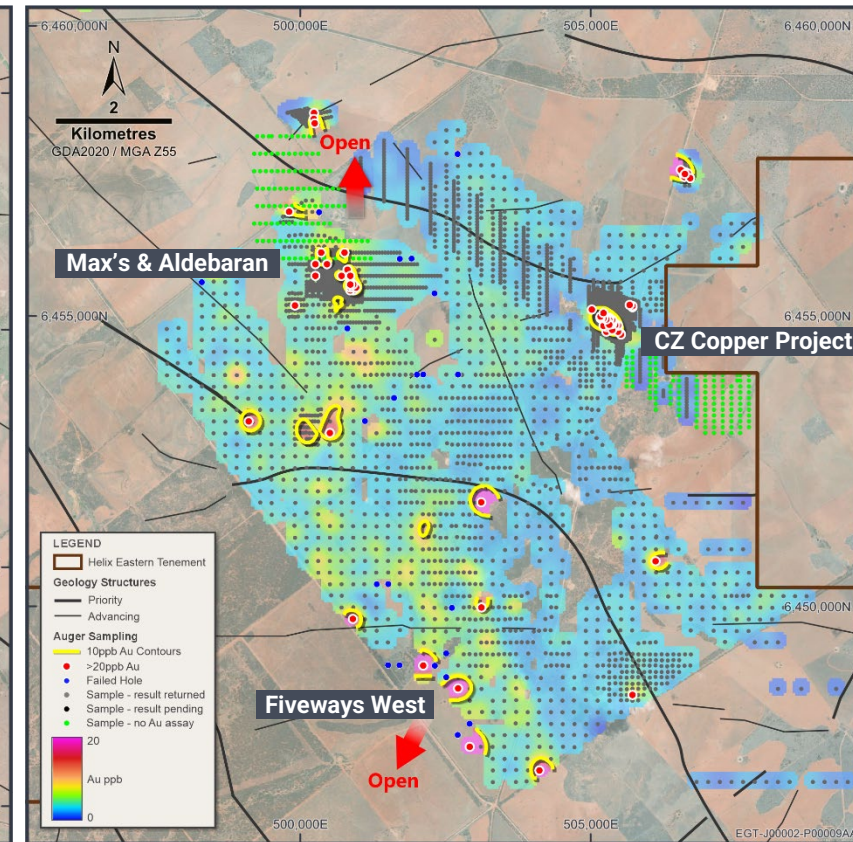 6,460,000N
500,000E
505,000E
6,460,000N
N
2
Kilometres
GDA2020 / MGA Z55
Open
Max's & Aldebaran
6,455,000N
6,455,000N
CZ Copper Project
LEGEND
Helix Eastern Tenement
Geology Structures
Priority
Advancing
Auger Sampling
10ppb Au Contours
>20ppb Au
Failed Hole
Sample - result returned
Sample - result pending
Sample - no Au assay
20
Au ppb
0
6,450,000N
Fiveways West
Open
500,000E
505,000E
EGT-J00002-P00009AA